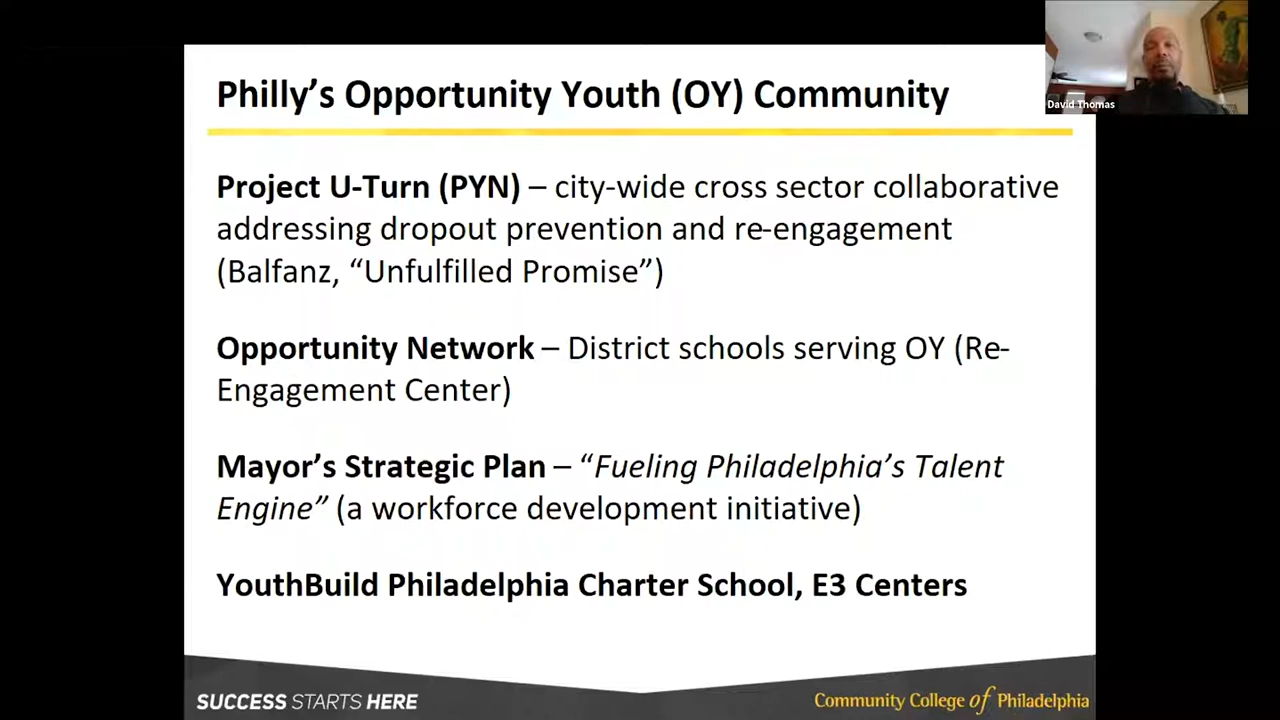 Philly’s Opportunity Youth (OY) Community
David Thomas
Project U-Turn (PYN) – city-wide cross sector collaborative
addressing dropout prevention and re-engagement
(Balfanz, “Unfulfilled Promise”)
Opportunity Network – District schools serving OY (Re-
Engagement Center)
Mayor’s Strategic Plan – “Fueling Philadelphia’s Talent
Engine” (a workforce development initiative)
YouthBuild Philadelphia Charter School, E3 Centers
SUCCESS STARTS HERE
Community College of Philadelphia